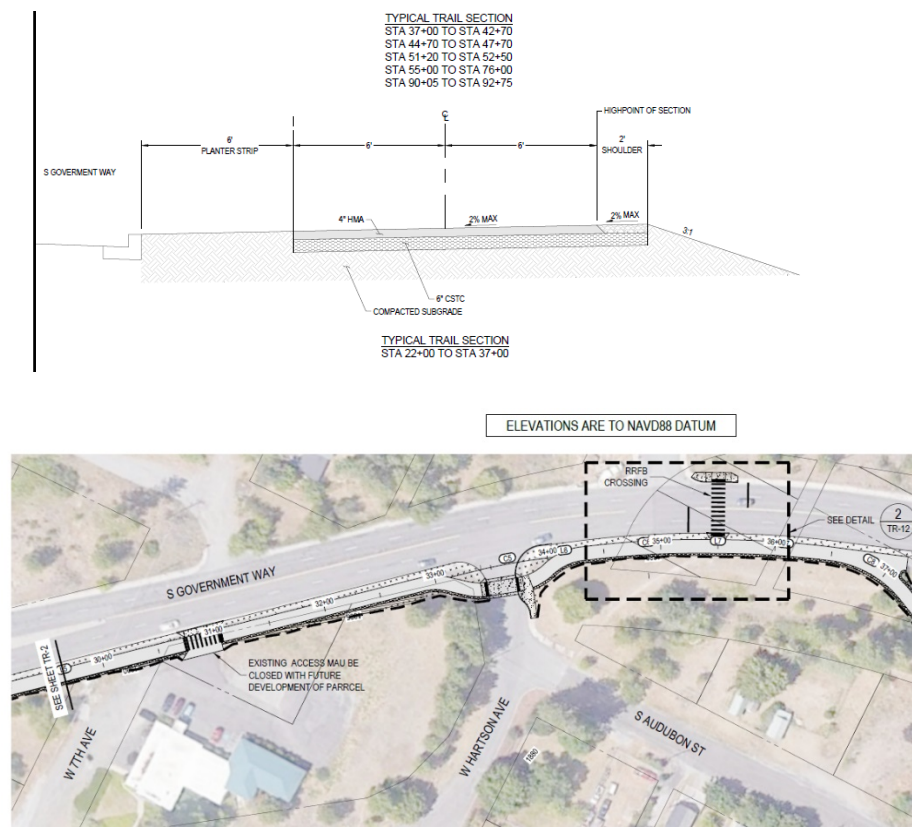 TYPICAL TRAIL SECTION
STA 37+00 TO STA 42+70
STA 44+70 TO STA 47+70
STA 51+20 TO STA 52+50
STA 55+00 TO STA 76+00
STA 90+05 TO STA 92+75
HIGHPOINT OF SECTION
6'
PLANTER STRIP
6'
6'
2'
SHOULDER
S GOVERMENT WAY
4" HMA
2% MAX
2% MAX
3:1
6" CSTC
COMPACTED SUBGRADE
TYPICAL TRAIL SECTION
STA 22+00 TO STA 37+00
ELEVATIONS ARE TO NAVD88 DATUM
RRFB
CROSSING
SEE DETAIL
2
TR-12
S GOVERNMENT WAY
30+00
31+00
32+00
33+00
C5
34+00
L6
35+00
L7
36+00
37+00
SEE SHEET TR-2
EXISTING ACCESS MAU BE
CLOSED WITH FUTURE
DEVELOPMENT OF PARRCEL
W 7TH AVE
W HARTSON AVE
S AUDUBON ST
1880